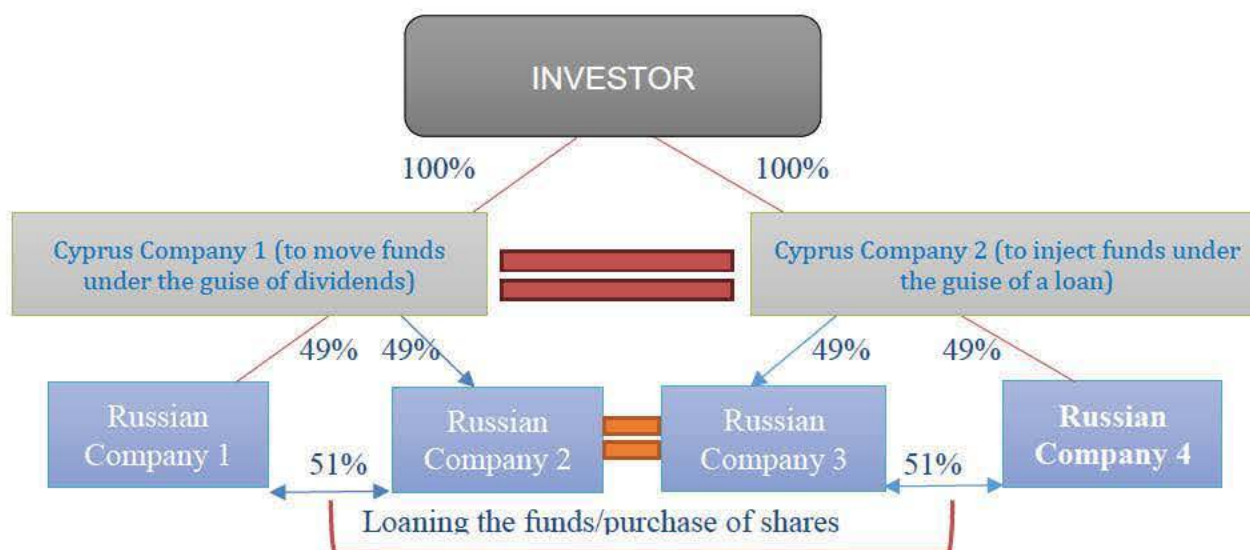 INVESTOR
100%
100%
Cyprus Company 1 (to move funds
under the guise of dividends)
Cyprus Company 2 (to inject funds under
the guise of a loan)
49%
49%
49%
49%
Russian
Company 1
Russian
Company 2
Russian
Company 3
Russian
Company 4
51%
51%
Loaning the funds/purchase of shares